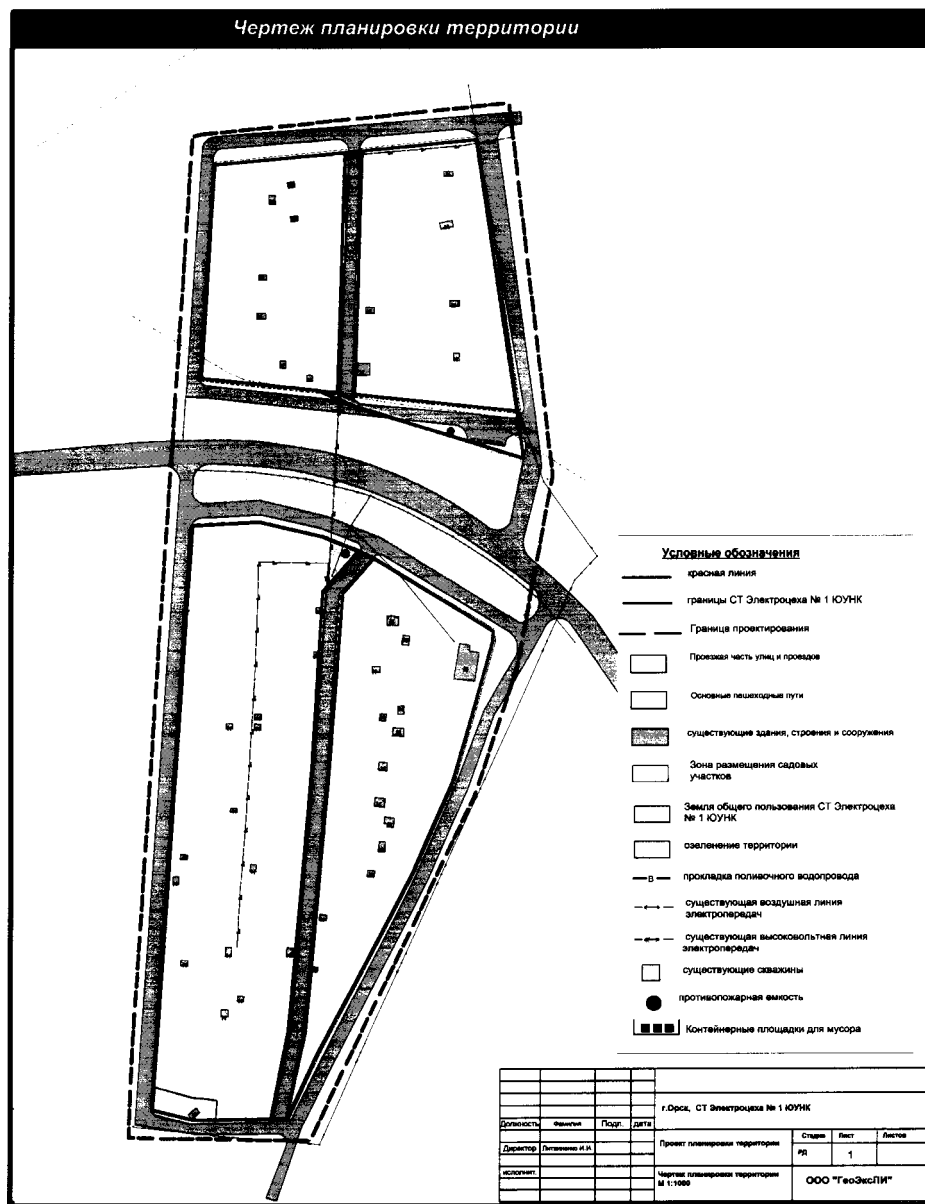 Чертеж планировки территории
Условные обозначения
красная линия
границы СТ Электроцеха № 1 ЮУНК
Граница проектирования
Проезжая часть улиц и проездов
Основные пешеходные пути
существующие здания, строения и сооружения
Зона размещения садовых
участков
Земля общего пользования СТ Электроцеха
№ 1 ЮУНК
озеленение территории
В
прокладка поливочного водопровода
существующая воздушная линия
электропередач
существующая высоковольтная линия
электропередач
существующие скважины
противопожарная емкость
Контейнерные площадки для мусора
г.Орск, СТ Электроцеха № 1 ЮУНК
Должность Фамилия Подп. дата
Директор И.И.
Проект планировки территории
Стадия Лист Листов
РД 1
исполнит.
Чертеж планировки территории
М 1:1000
ООО "ГеоЭксПИ"